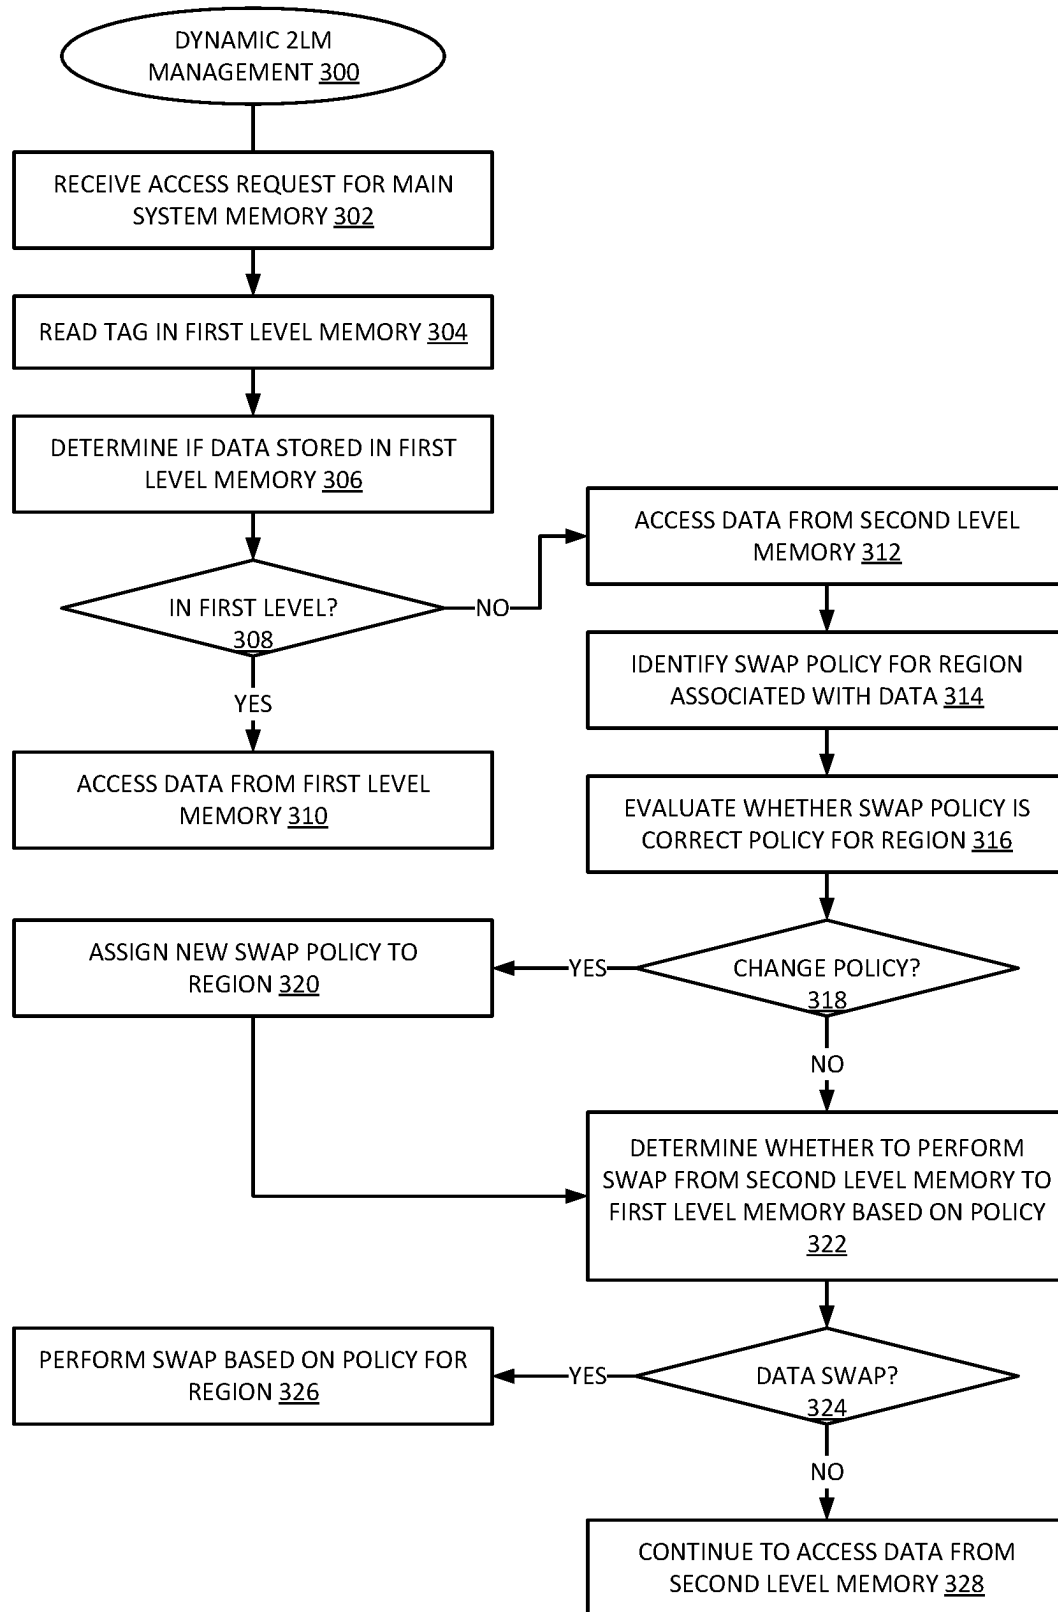 DYNAMIC 2LM
MANAGEMENT 300
RECEIVE ACCESS REQUEST FOR MAIN
SYSTEM MEMORY 302
READ TAG IN FIRST LEVEL MEMORY 304
DETERMINE IF DATA STORED IN FIRST
LEVEL MEMORY 306
IN FIRST LEVEL?
308
NO
YES
ACCESS DATA FROM FIRST LEVEL
MEMORY 310
ACCESS DATA FROM SECOND LEVEL
MEMORY 312
IDENTIFY SWAP POLICY FOR REGION
ASSOCIATED WITH DATA 314
EVALUATE WHETHER SWAP POLICY IS
CORRECT POLICY FOR REGION 316
CHANGE POLICY?
318
YES
ASSIGN NEW SWAP POLICY TO
REGION 320
NO
DETERMINE WHETHER TO PERFORM
SWAP FROM SECOND LEVEL MEMORY TO
FIRST LEVEL MEMORY BASED ON POLICY
322
DATA SWAP?
324
YES
PERFORM SWAP BASED ON POLICY FOR
REGION 326
NO
CONTINUE TO ACCESS DATA FROM
SECOND LEVEL MEMORY 328